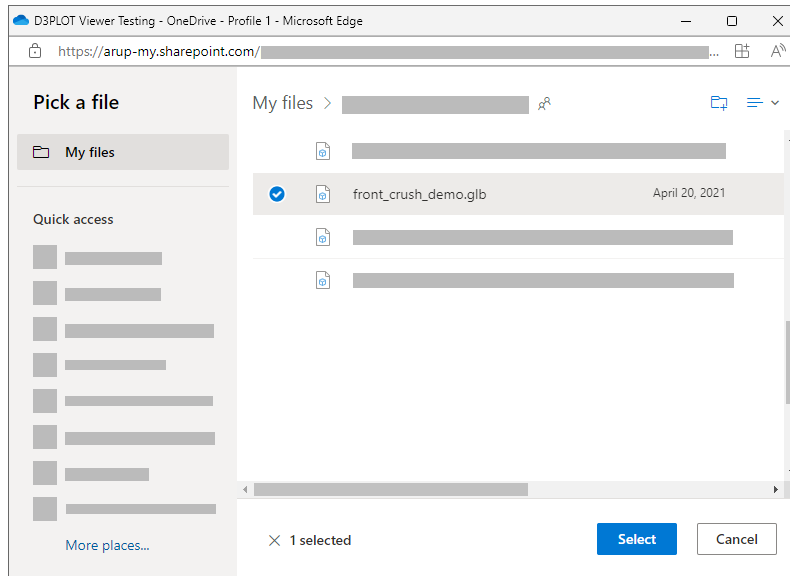 D3PLOT Viewer Testing - OneDrive - Profile 1 - Microsoft Edge
https://arup-my.sharepoint.com/ ...
Pick a file
My files
Quick access
More places...
My files >
front_crush_demo.glb April 20, 2021
1 selected
Select
Cancel